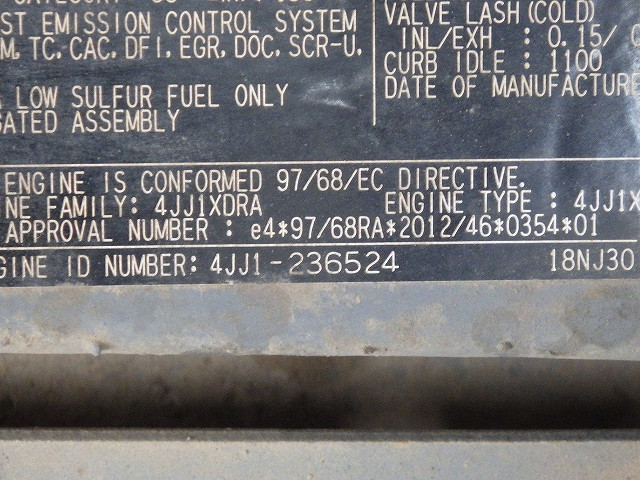 ST EMISSION CONTROL SYSTEM
M, TC, CAC, DFI, EGR, DOC, SCR-U,
LOW SULFUR FUEL ONLY
GATED ASSEMBLY
VALVE LASH(COLD)
INL/EXH : 0.15/
CURB IDLE : 1100
DATE OF MANUFACTURE
ENGINE IS CONFORMED 97/68/EC DIRECTIVE.
INE FAMILY: 4JJ1XDRA ENGINE TYPE : 4JJ1X
APPROVAL NUMBER : e4*97/68RA*2012/46*0354*01
GINE ID NUMBER: 4JJ1-236524 18NJ30